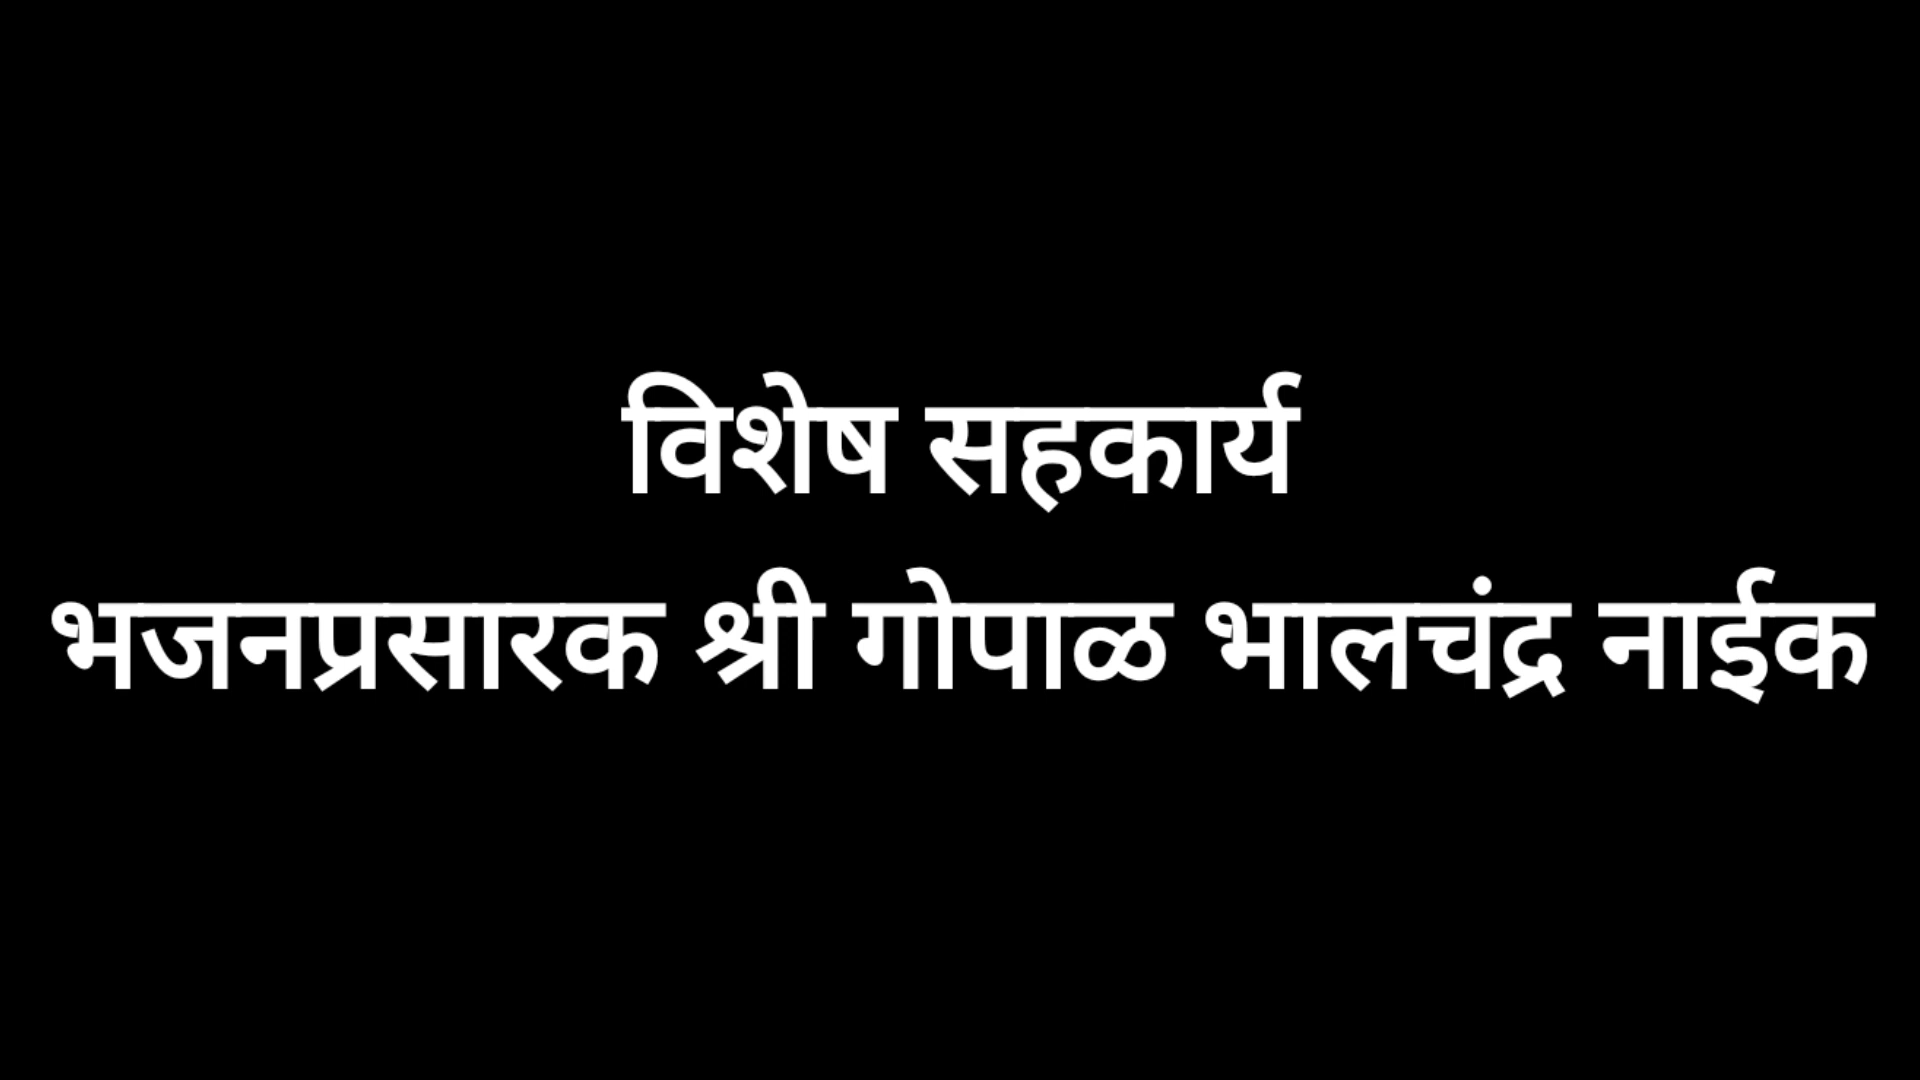 विशेष सहकार्य
भजनप्रसारक श्री गोपाळ भालचंद्र नाईक